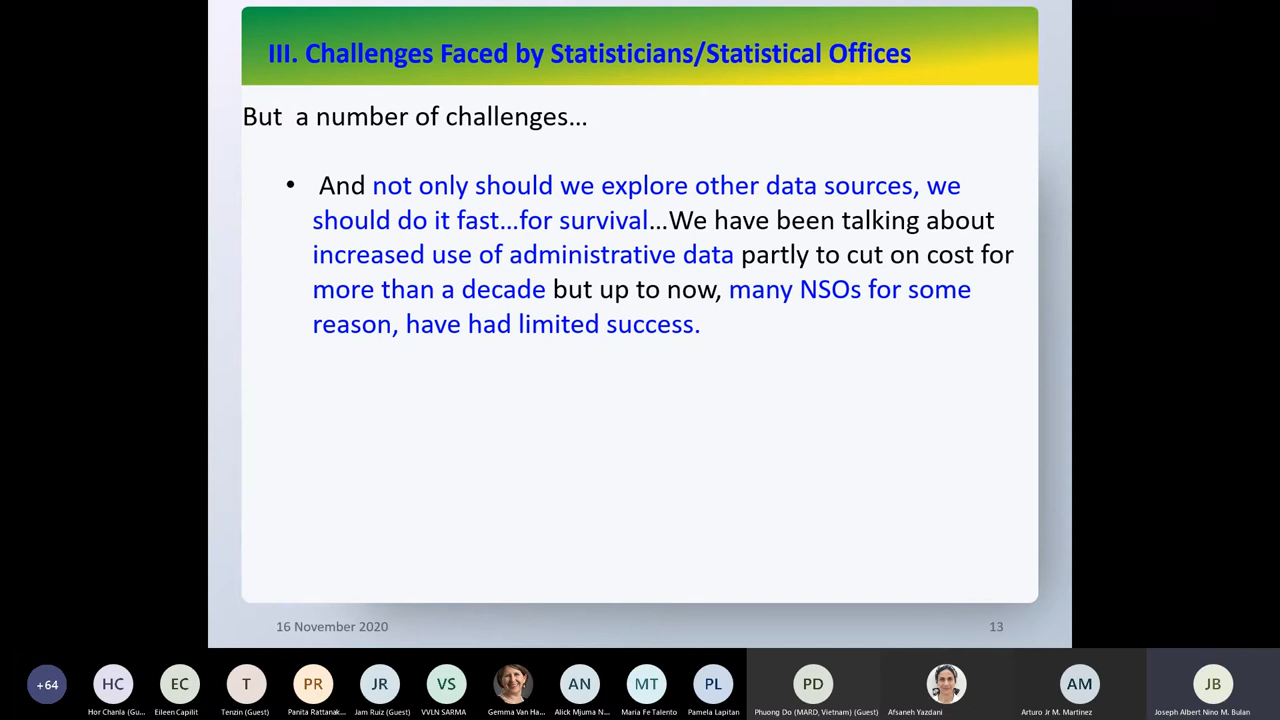 III. Challenges Faced by Statisticians/Statistical Offices
But a number of challenges...
• And not only should we explore other data sources, we
should do it fast...for survival...We have been talking about
increased use of administrative data partly to cut on cost for
more than a decade but up to now, many NSOs for some
reason, have had limited success.
16 November 2020
13
+64
HC
EC
T
PR
JR
VS
AN
MT
PL
PD
AM
JB
Hor Chanla (Gu...
Eileen Capilit
Tenzin (Guest)
Panita Rattanak...
Jam Ruiz (Guest)
VVLN SARMA
Gemma Van Ha...
Alick Mjuma N...
Maria Fe Talento
Pamela Lapitan
Phuong Do (MARD, Vietnam) (Guest)
Afsaneh Yazdani
Arturo Jr M. Martinez
Joseph Albert Nino M. Bulan